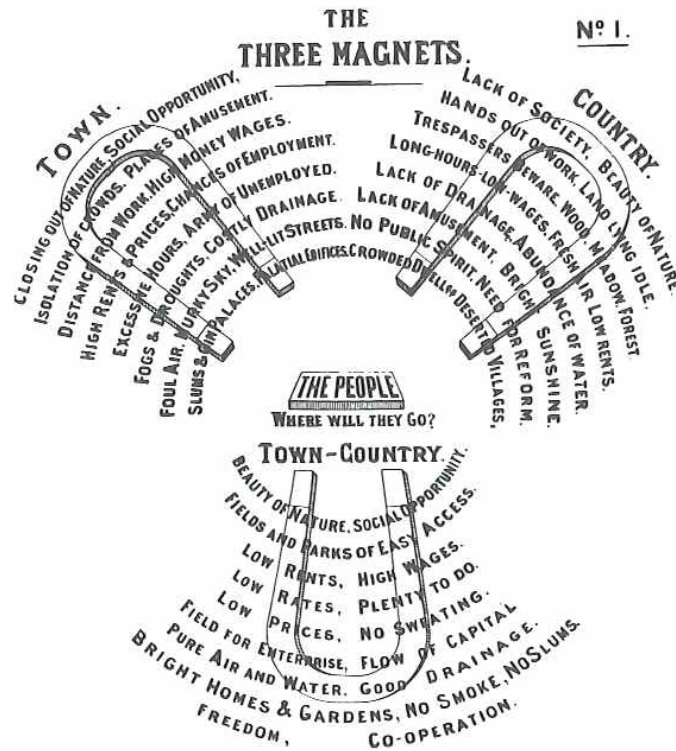 THE
THREE MAGNETS.
No 1.
TOWN.
CLOSING OUT OF NATURE. SOCIAL OPPORTUNITY.
ISOLATION OF CROWDS. PLACES OF AMUSEMENT.
DISTANCE FROM WORK. HIGH MONEY WAGES.
HIGH RENTS & PRICES. CHANCES OF EMPLOYMENT.
EXCESSIVE HOURS. ARMY OF UNEMPLOYED.
FOGS & DROUGHTS. COSTLY DRAINAGE.
FOUL AIR. MURKY SKY. WELL-LIT STREETS.
SLUMS & GIN PALACES. PALATIAL EDIFICES.
COUNTRY.
LACK OF SOCIETY. BEAUTY OF NATURE.
HANDS OUT OF WORK. LAND LYING IDLE.
TRESPASSERS BEWARE. WOOD, MEADOW, FOREST.
LONG-HOURS-LOW-WAGES. FRESH AIR LOW RENTS.
LACK OF DRAINAGE. ABUNDANCE OF WATER.
LACK OF AMUSEMENT. BRIGHT SUNSHINE.
NO PUBLIC SPIRIT. NEED FOR REFORM.
CROWDED DWELLGS DESERTED VILLAGES,
THE PEOPLE
WHERE WILL THEY GO?
TOWN-COUNTRY.
BEAUTY OF NATURE. SOCIAL OPPORTUNITY.
FIELDS AND PARKS OF EASY ACCESS.
LOW RENTS, HIGH WAGES.
LOW RATES, PLENTY TO DO.
LOW PRICES, NO SWEATING.
FIELD FOR ENTERPRISE, FLOW OF CAPITAL
PURE AIR AND WATER. GOOD DRAINAGE.
BRIGHT HOMES & GARDENS, NO SMOKE, NO SLUMS.
FREEDOM, CO-OPERATION.